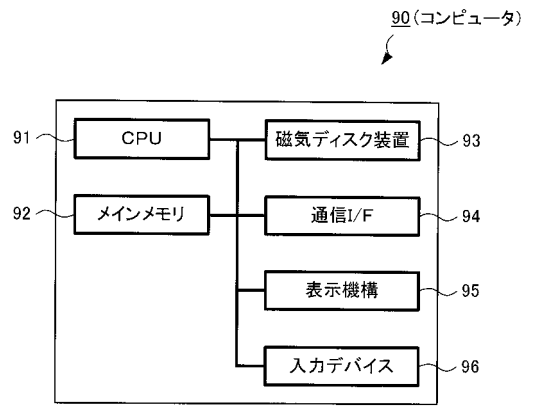 90(コンピュータ)
91 CPU 磁気ディスク装置 93
92 メインメモリ 通信I/F 94
表示機構 95
入力デバイス 96